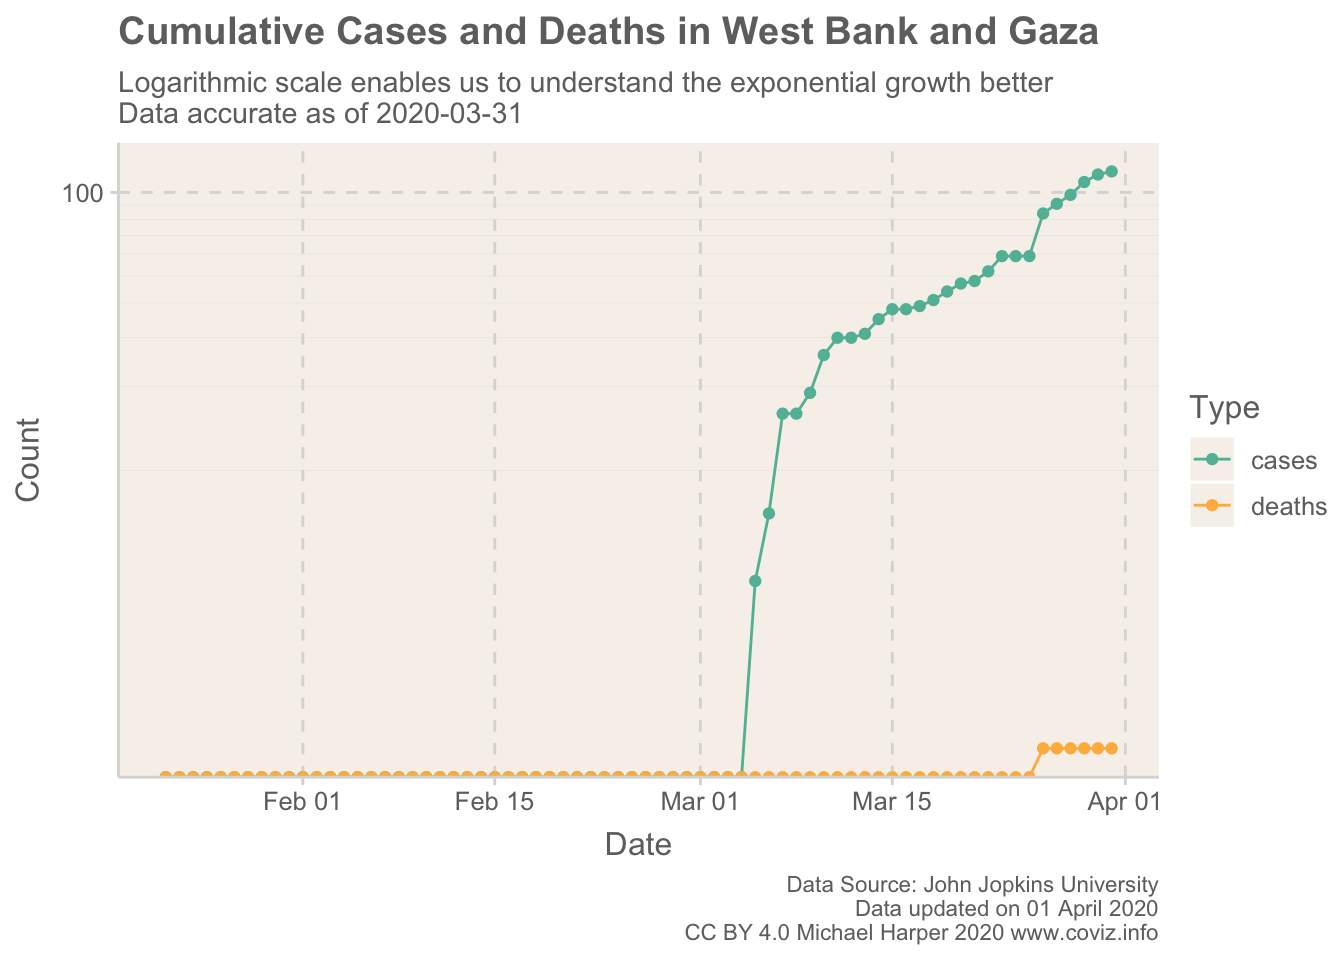 Cumulative Cases and Deaths in West Bank and Gaza
Logarithmic scale enables us to understand the exponential growth better
Data accurate as of 2020-03-31
100
Count
Type
cases
deaths
Feb 01
Feb 15
Mar 01
Mar 15
Apr 01
Date
Data Source: John Jopkins University
Data updated on 01 April 2020
CC BY 4.0 Michael Harper 2020 www.coviz.info